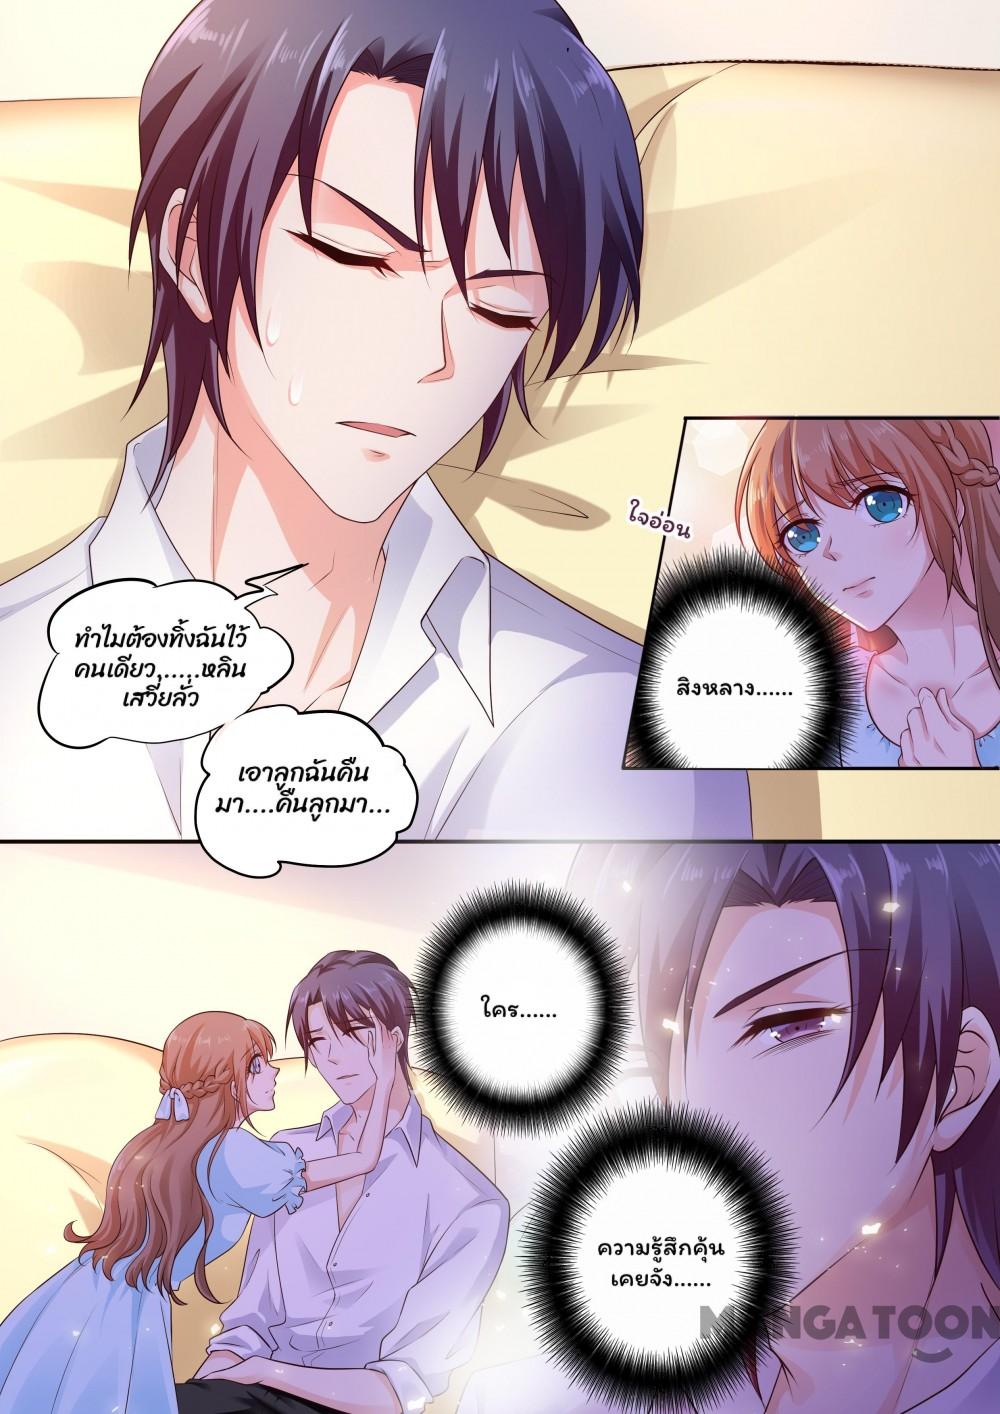 ทำไมต้องทิ้งฉันไว้
คนเดียว,.....หลิน
เสวี่ยลั่ว
เอาลูกฉันคืน
มา....คืนลูกมา...
ใจอ่อน
สิงหลาง......
ใคร......
ความรู้สึกคุ้น
เคยจัง......
MANGATOON